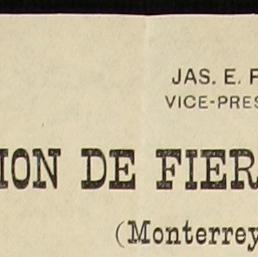 JAS. E. P
VICE-PRES
ION DE FIER
(Monterrey